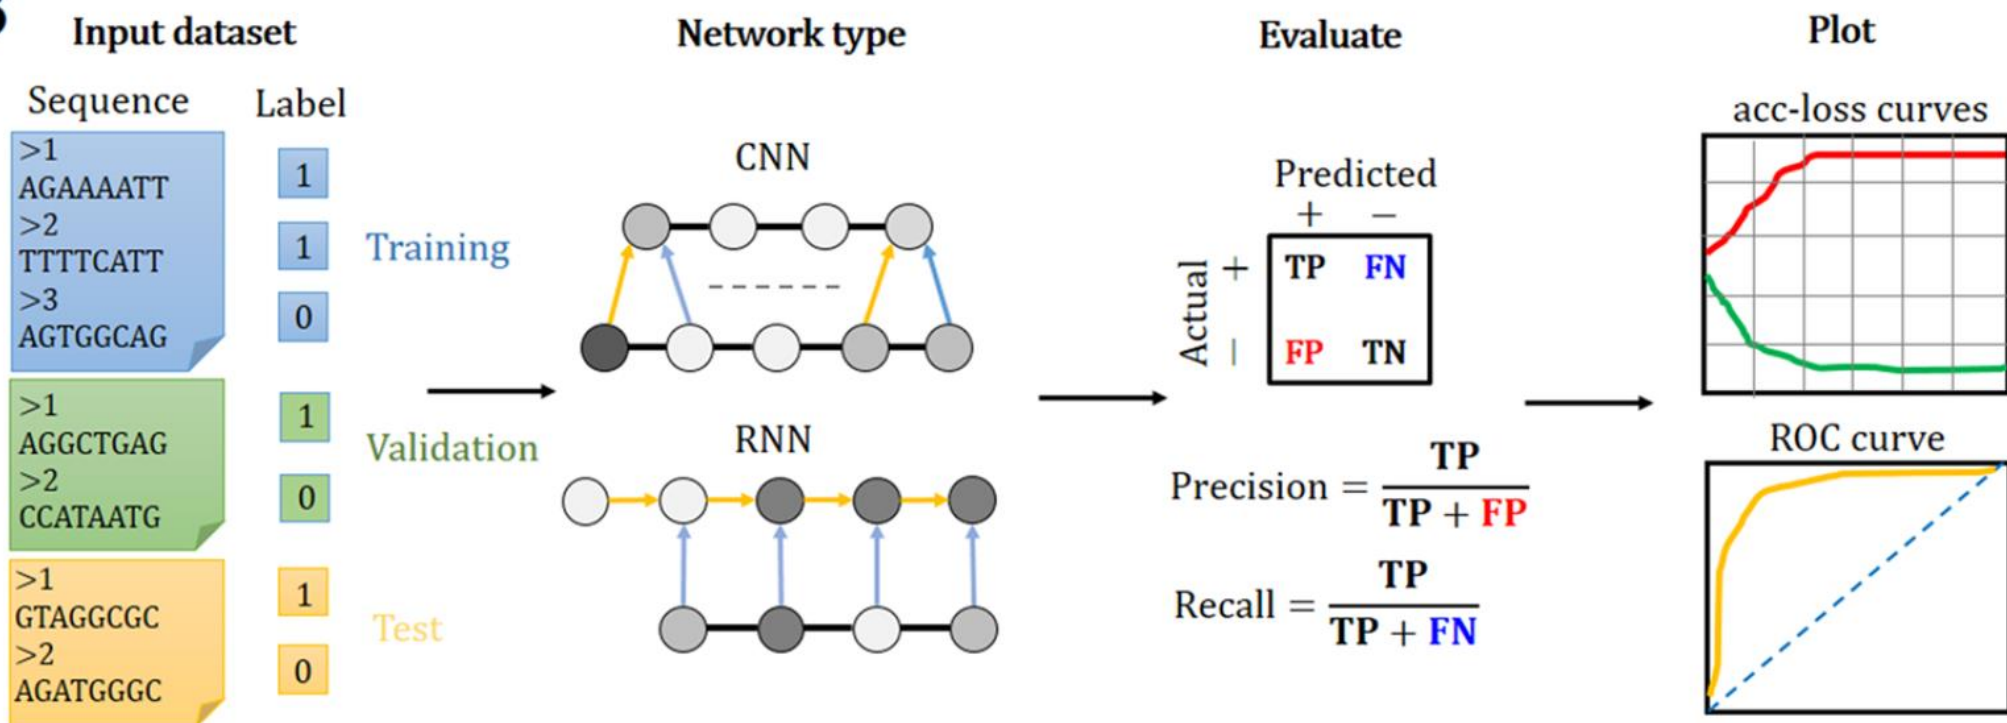 Input dataset
Sequence
Label
>1
AGAAAATT
>2
TTTTCATT
>3
AGTGGCAG
1
1
0
Training
>1
AGGCTGAG
>2
CCATAATG
1
0
Validation
>1
GTAGGCGC
>2
AGATGGGC
1
0
Test
Network type
CNN
RNN
Evaluate
Predicted
+ −
Actual
+
−
TP FN
FP TN
Precision = TP / TP + FP
Recall = TP / TP + FN
Plot
acc-loss curves
ROC curve